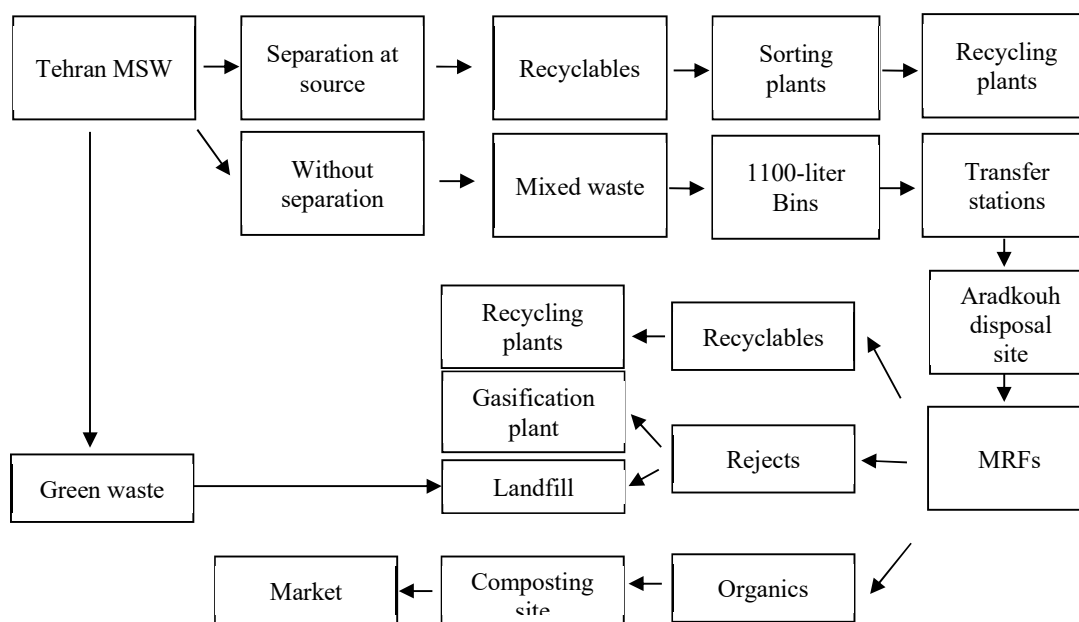 Tehran MSW
Separation at
source
Recyclables
Sorting
plants
Recycling
plants
Without
separation
Mixed waste
1100-liter
Bins
Transfer
stations
Aradkouh
disposal
site
Recycling
plants
Recyclables
Gasification
plant
Rejects
MRFs
Green waste
Landfill
Market
Composting
site
Organics